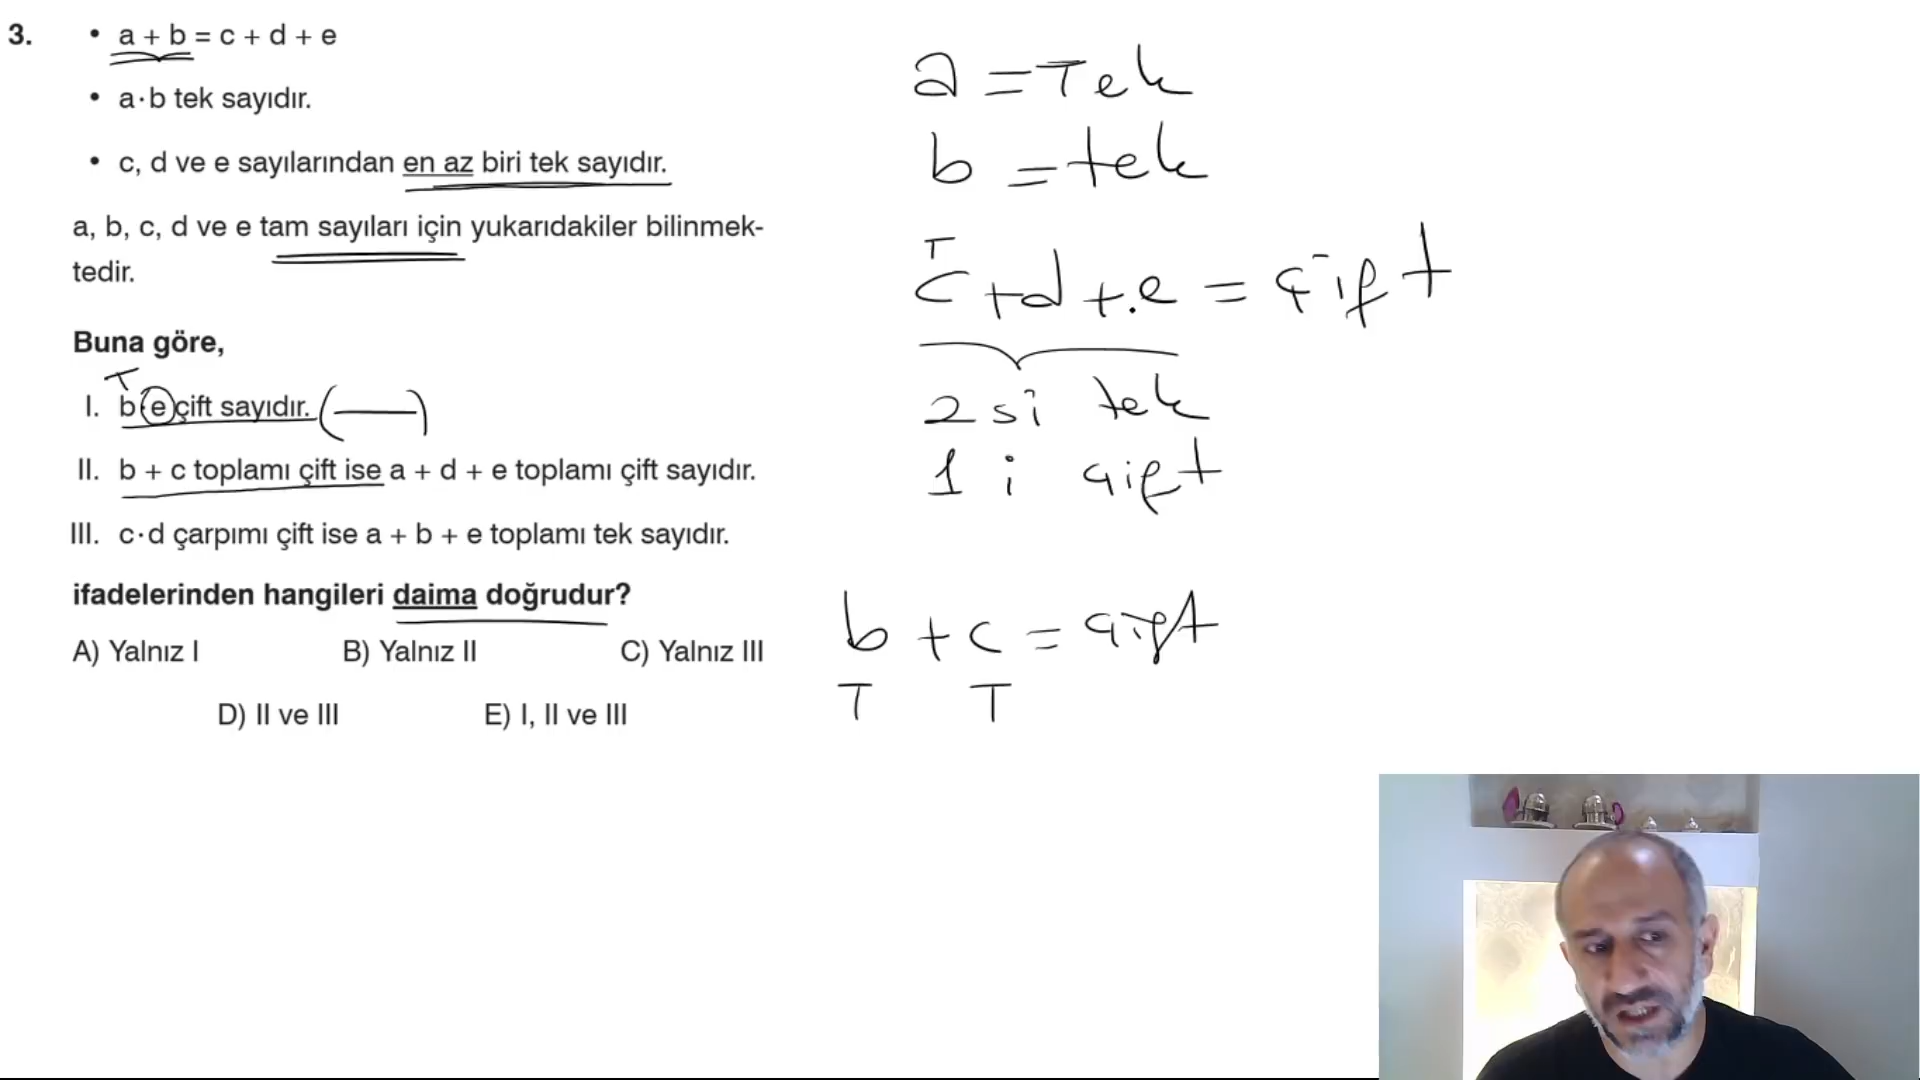 3. • a + b = c + d + e
• a·b tek sayıdır.
• c, d ve e sayılarından en az biri tek sayıdır.
a, b, c, d ve e tam sayıları için yukarıdakiler bilinmek-
tedir.
Buna göre,
T
I. b·e çift sayıdır. (—)
II. b + c toplamı çift ise a + d + e toplamı çift sayıdır.
III. c·d çarpımı çift ise a + b + e toplamı tek sayıdır.
ifadelerinden hangileri daima doğrudur?
A) Yalnız I B) Yalnız II C) Yalnız III
D) II ve III E) I, II ve III
a = Tek
b = tek
T
c + d + e = çift
2 si tek
1 i çift
b + c = çift
T T